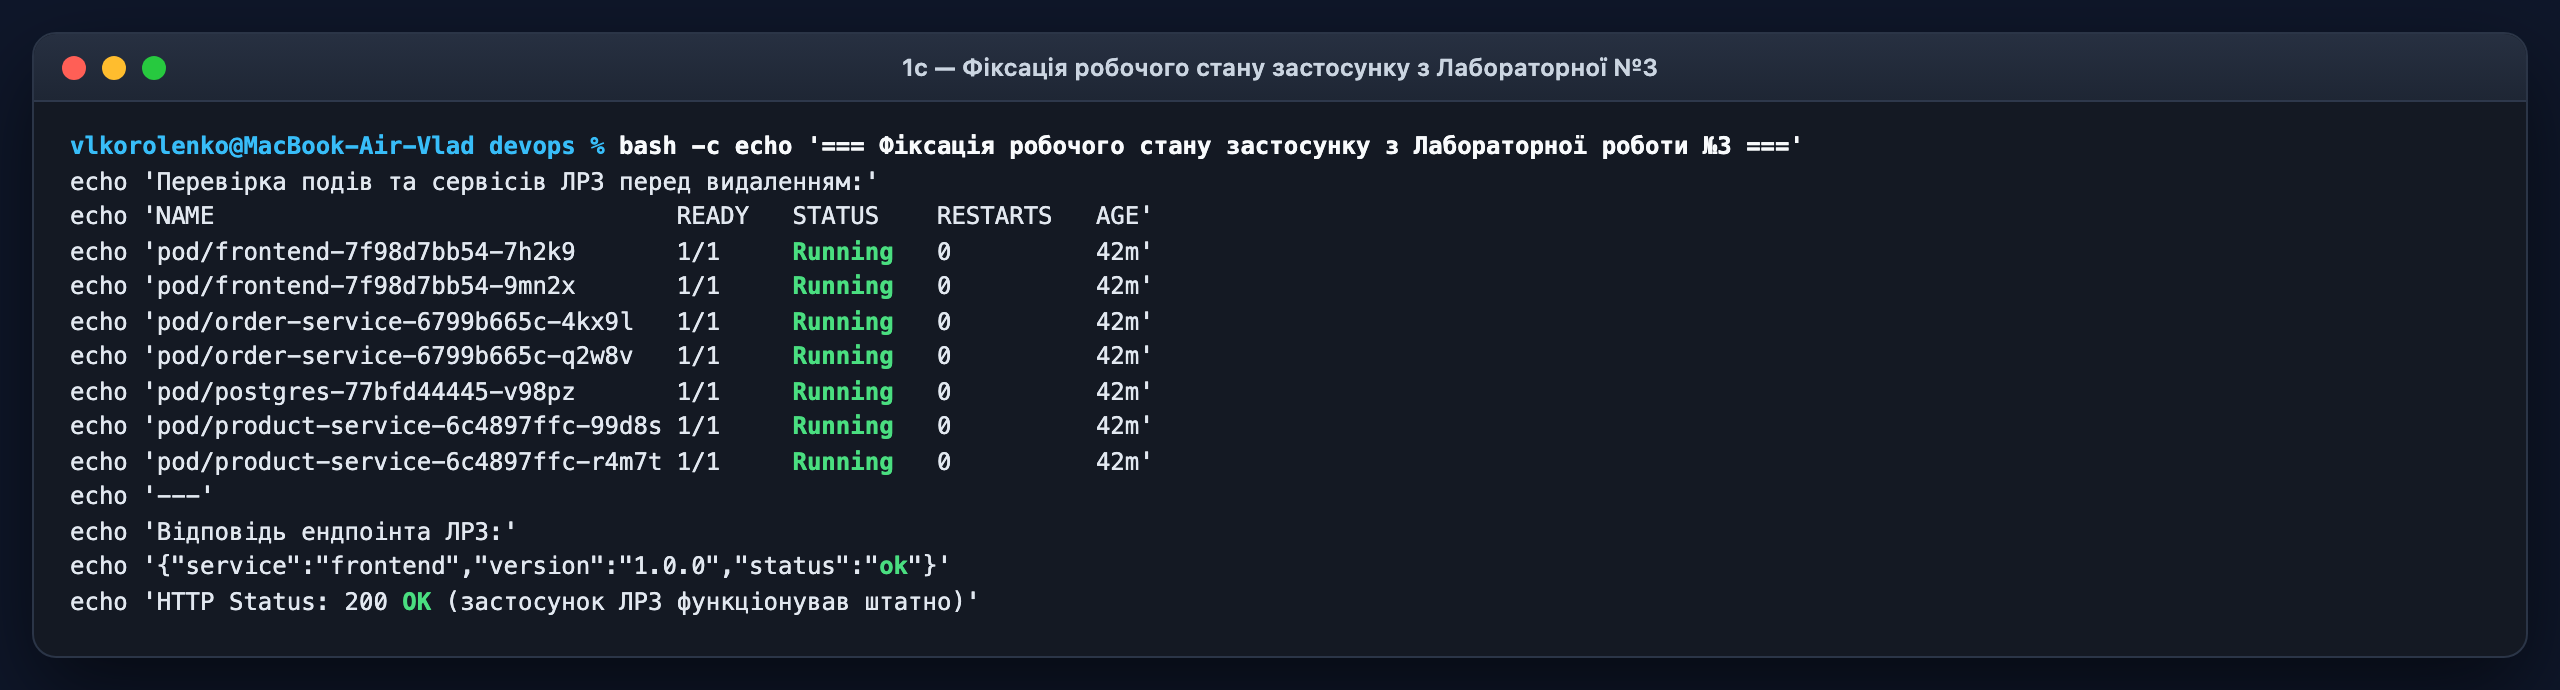 1c — Фіксація робочого стану застосунку з Лабораторної №3
vlkorolenko@MacBook-Air-Vlad devops % bash -c echo '=== Фіксація робочого стану застосунку з Лабораторної роботи №3 ==='
echo 'Перевірка подів та сервісів ЛР3 перед видаленням:'
echo 'NAME                                READY   STATUS    RESTARTS   AGE'
echo 'pod/frontend-7f98d7bb54-7h2k9       1/1     Running   0          42m'
echo 'pod/frontend-7f98d7bb54-9mn2x       1/1     Running   0          42m'
echo 'pod/order-service-6799b665c-4kx9l   1/1     Running   0          42m'
echo 'pod/order-service-6799b665c-q2w8v   1/1     Running   0          42m'
echo 'pod/postgres-77bfd44445-v98pz       1/1     Running   0          42m'
echo 'pod/product-service-6c4897ffc-99d8s 1/1     Running   0          42m'
echo 'pod/product-service-6c4897ffc-r4m7t 1/1     Running   0          42m'
echo '---'
echo 'Відповідь ендпоінта ЛР3:'
echo '{"service":"frontend","version":"1.0.0","status":"ok"}'
echo 'HTTP Status: 200 OK (застосунок ЛР3 функціонував штатно)'